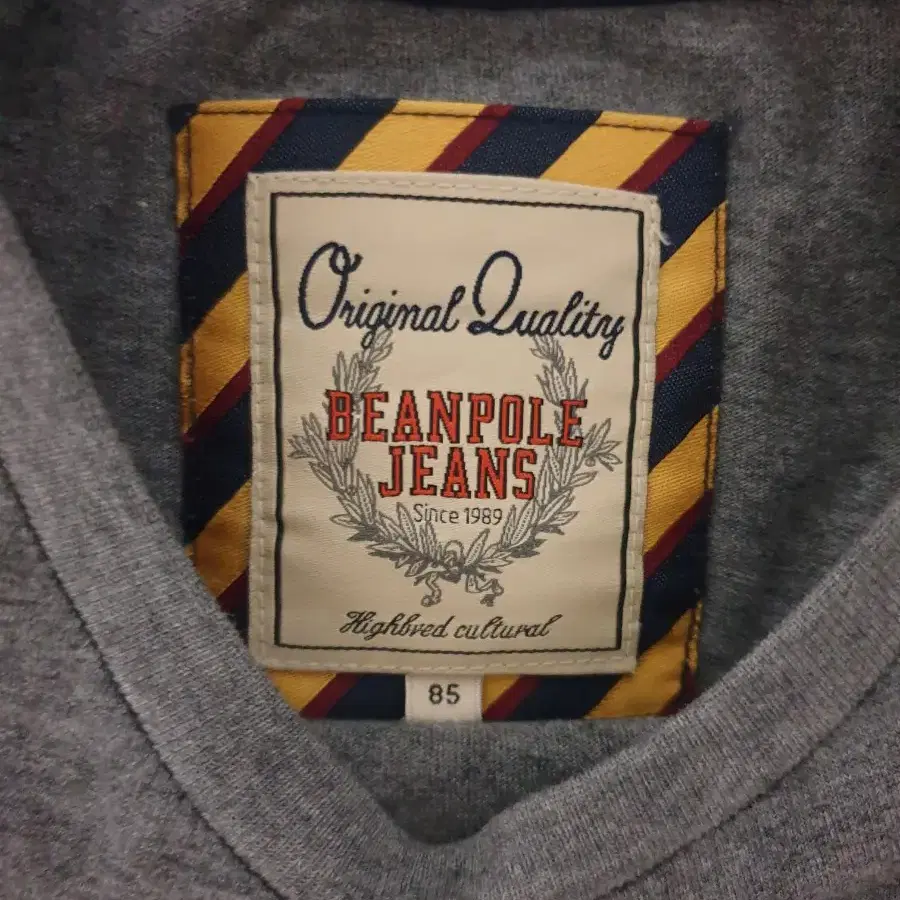 Original Quality
BEANPOLE
JEANS
Since 1989
Highbred cultural
85